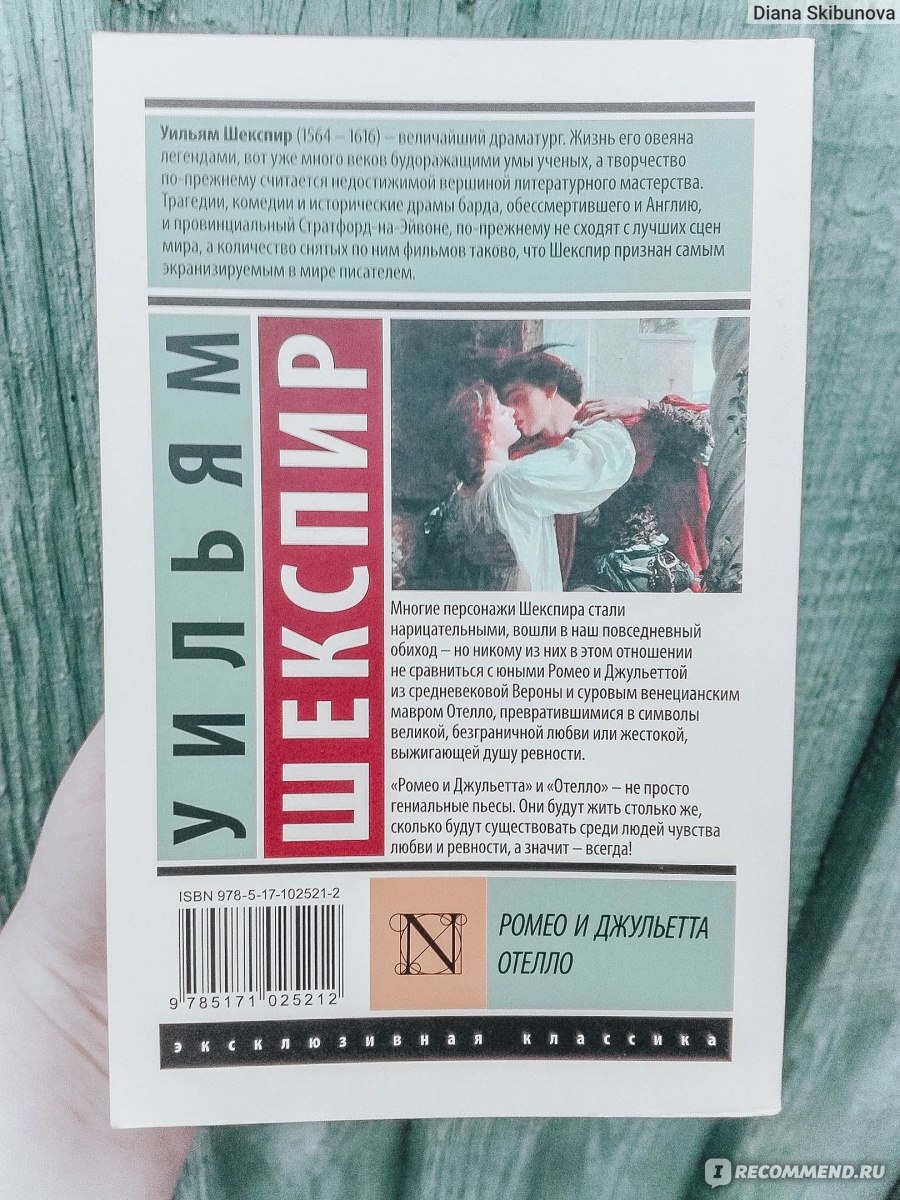 Diana Skibunova
Уильям Шекспир (1564 – 1616) – величайший драматург. Жизнь его овеяна
легендами, вот уже много веков будоражащими умы ученых, а творчество
по-прежнему считается недостижимой вершиной литературного мастерства.
Трагедии, комедии и исторические драмы барда, обессмертившего и Англию,
и провинциальный Стратфорд-на-Эйвоне, по-прежнему не сходят с лучших сцен
мира, а количество снятых по ним фильмов таково, что Шекспир признан самым
экранизируемым в мире писателем.
УИЛЬЯМ
ШЕКСПИР
Многие персонажи Шекспира стали
нарицательными, вошли в наш повседневный
обиход – но никому из них в этом отношении
не сравниться с юными Ромео и Джульеттой
из средневековой Вероны и суровым венецианским
мавром Отелло, превратившимися в символы
великой, безграничной любви или жестокой,
выжигающей душу ревности.
«Ромео и Джульетта» и «Отелло» – не просто
гениальные пьесы. Они будут жить столько же,
сколько будут существовать среди людей чувства
любви и ревности, а значит – всегда!
ISBN 978-5-17-102521-2
9 785171 025212
N
РОМЕО И ДЖУЛЬЕТТА
ОТЕЛЛО
эксклюзивная классика
IRECOMMEND.RU